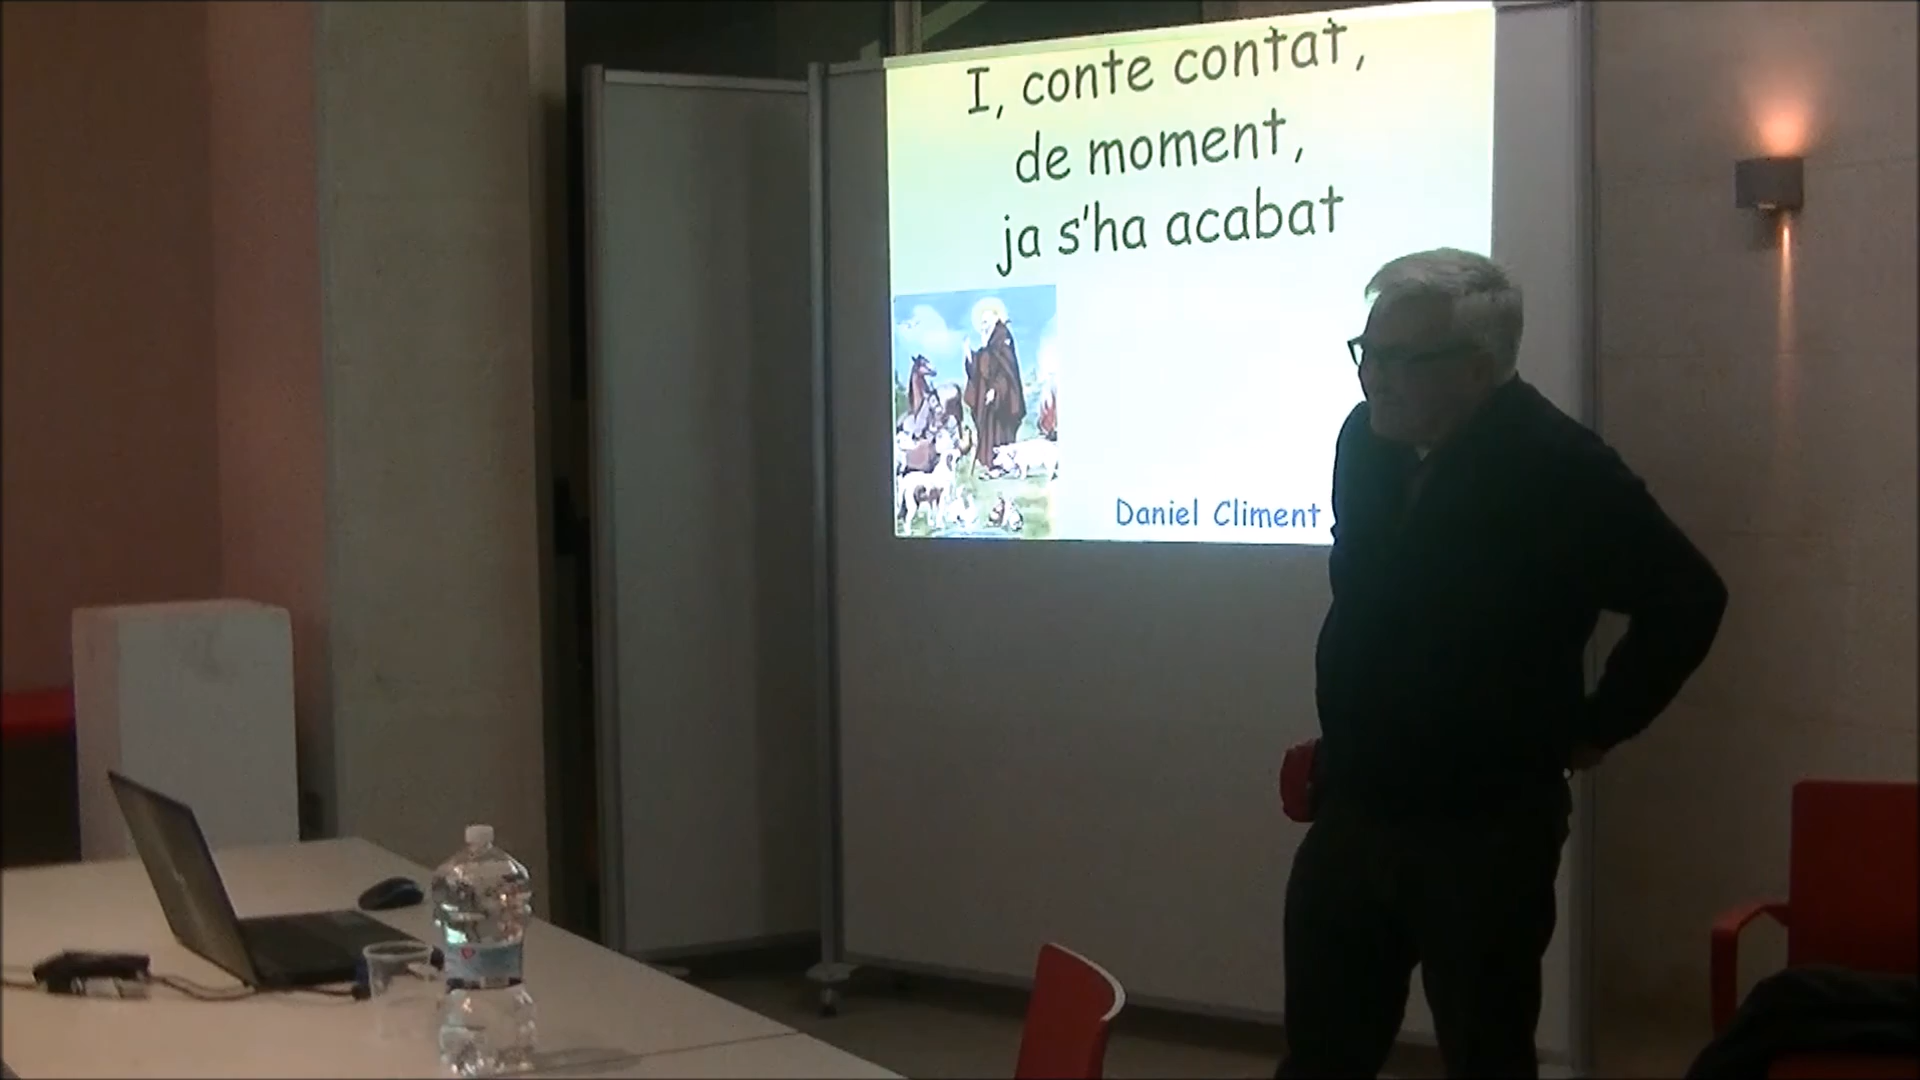 I, conte contat,
de moment,
ja s'ha acabat
Daniel Climent